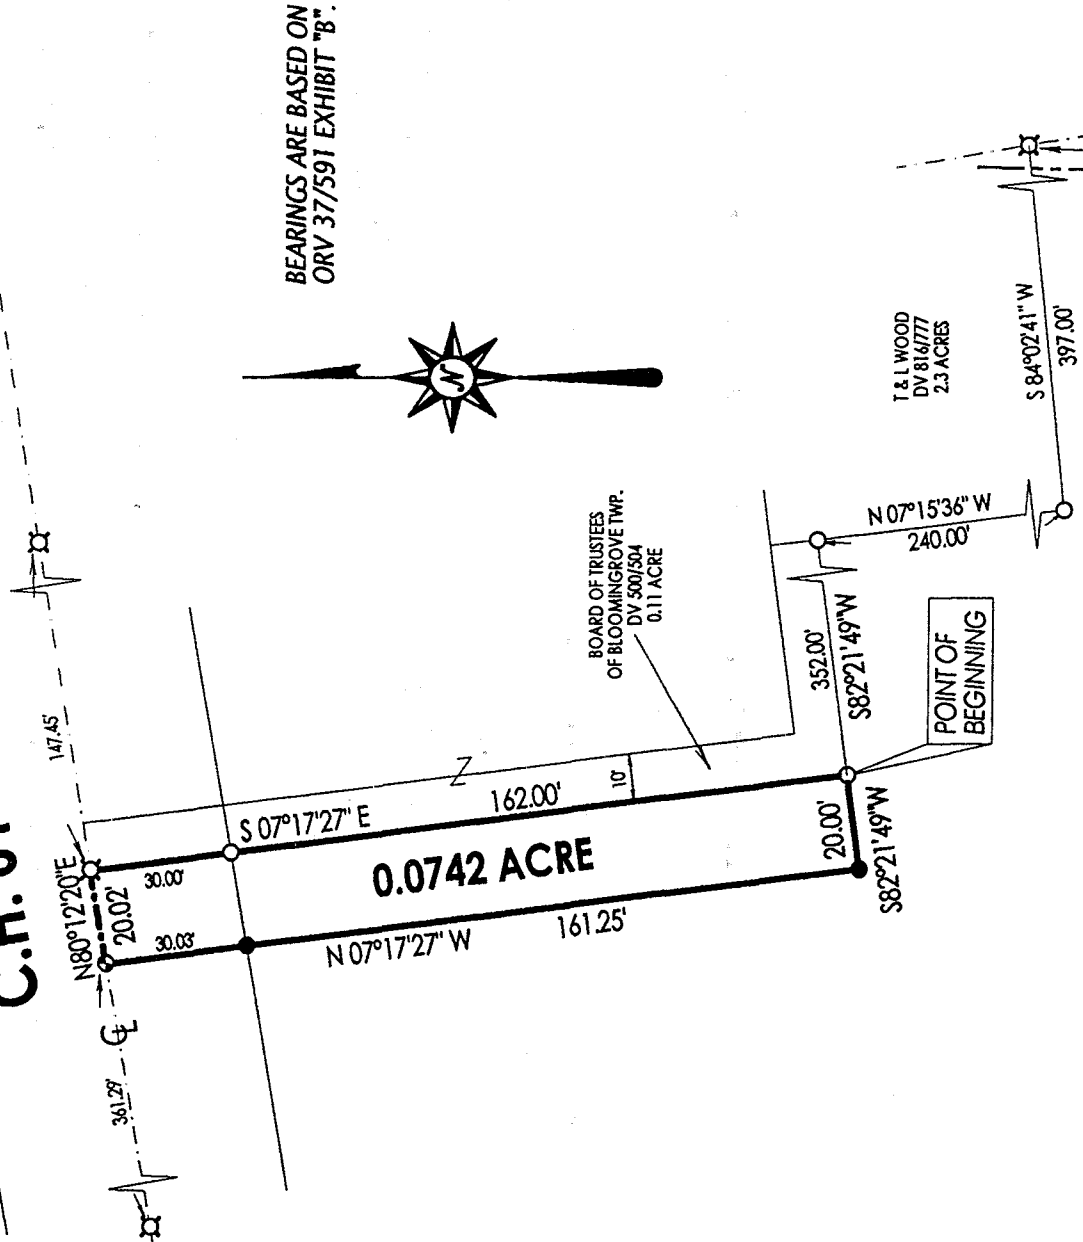 BEARINGS ARE BASED ON
ORV 37/591 EXHIBIT "B".
N
147.45'
N80°12'20"E
20.02'
30.00'
30.03'
361.29'
S 07°17'27" E
162.00'
10'
Z
0.0742 ACRE
N 07°17'27" W
161.25'
BOARD OF TRUSTEES
OF BLOOMINGROVE TWP.
DV 500/504
0.11 ACRE
T & L WOOD
DV 816/777
2.3 ACRES
S 84°02'41" W
397.00'
N 07°15'36" W
240.00'
352.00'
S82°21'49"W
POINT OF
BEGINNING
20.00'
S82°21'49"W